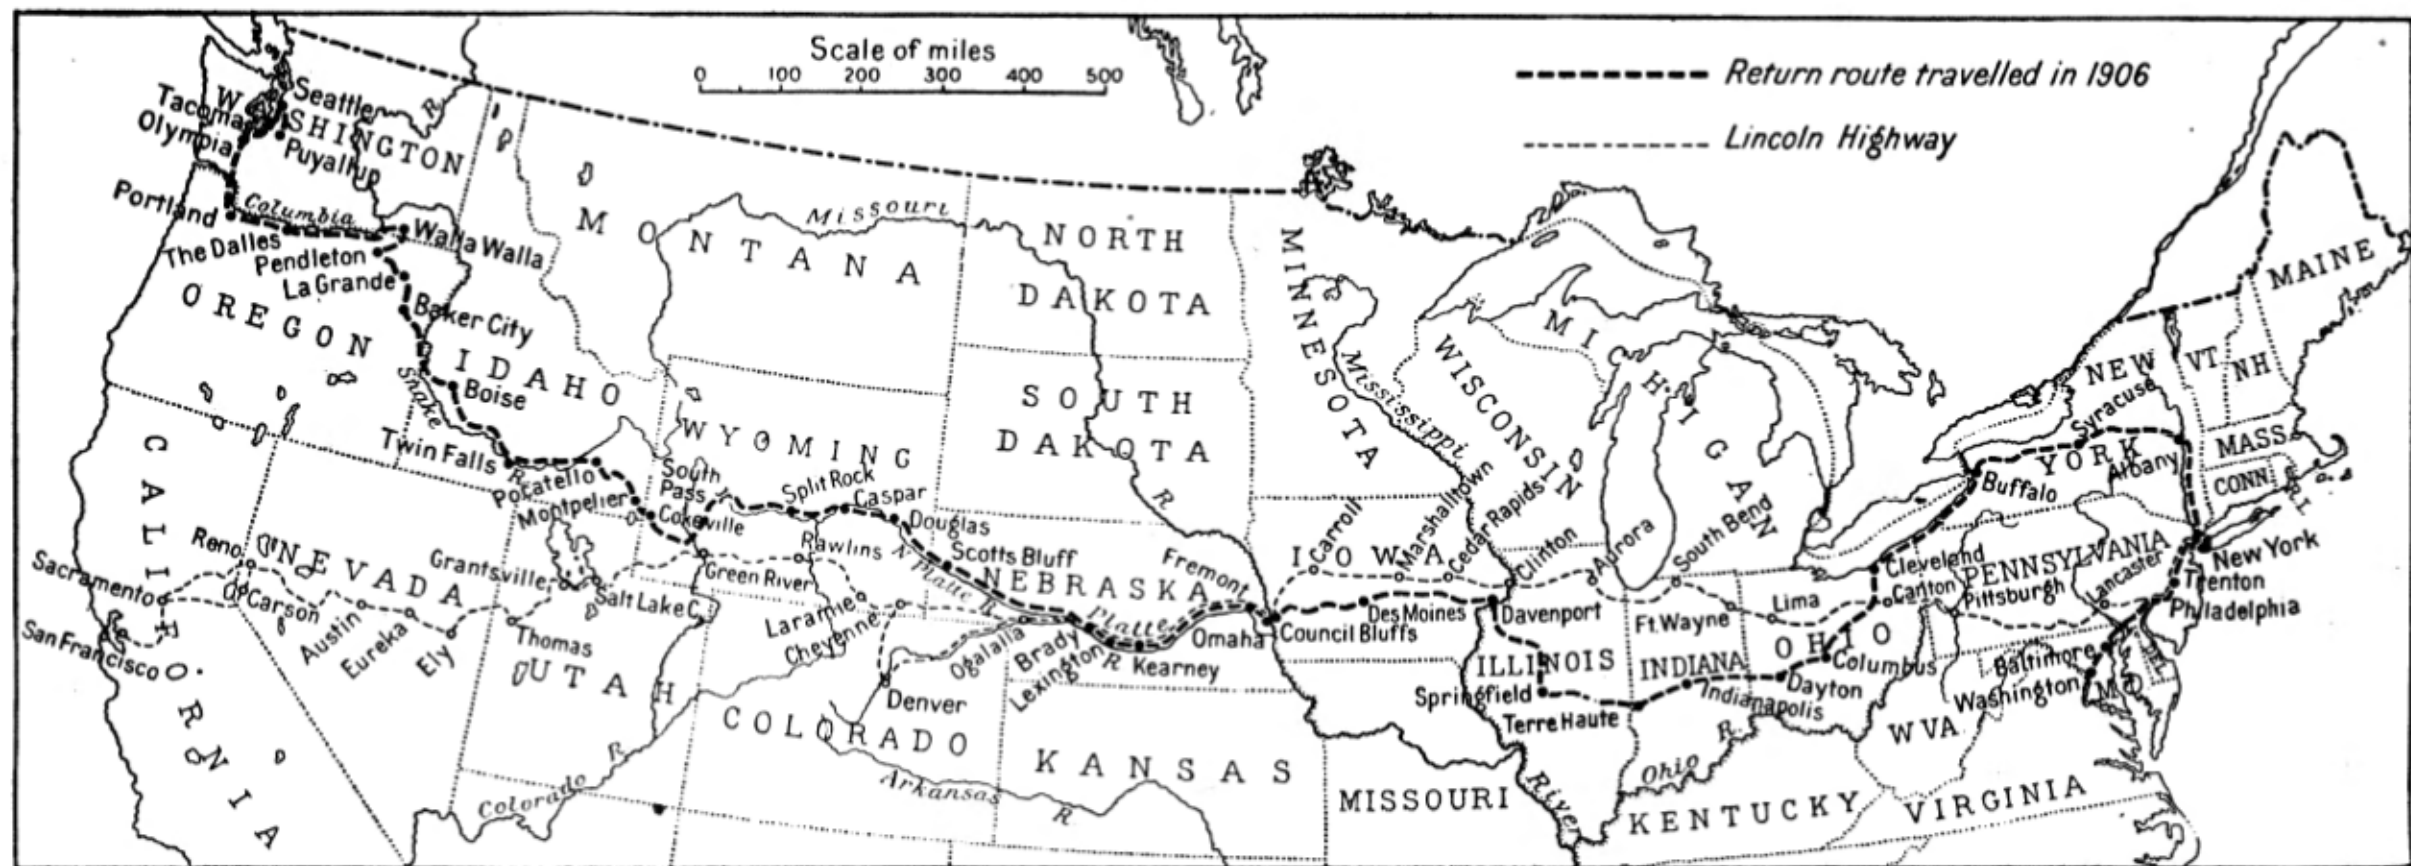 Scale of miles
0 100 200 300 400 500
Return route travelled in 1906
Lincoln Highway
WASHINGTON
Seattle
Tacoma
Olympia
Puyallup
R.
Portland
Columbia
Walla Walla
The Dalles
Pendleton
La Grande
Baker City
OREGON
IDAHO
Snake
R.
Boise
Twin Falls
Pocatello
Montpelier
Cokeville
MONTANA
Missouri
R.
NORTH
DAKOTA
SOUTH
DAKOTA
WYOMING
South
Pass
Split Rock
Caspar
Douglas
Scotts Bluff
Rawlins
Green River
Laramie
Cheyenne
N. Platte R.
NEBRASKA
Platte
R.
Fremont
Omaha
Ogalalla
Brady
Lexington
Kearney
CALIFORNIA
Sacramento
San Francisco
NEVADA
Reno
Carson
Austin
Eureka
Ely
Grantsville
Salt Lake C.
Thomas
UTAH
Colorado R.
COLORADO
Denver
Arkansas
R.
KANSAS
MINNESOTA
Mississippi
River
WISCONSIN
MICHIGAN
IOWA
Carroll
Marshalltown
Cedar Rapids
Clinton
Council Bluffs
Des Moines
Davenport
Aurora
South Bend
ILLINOIS
Springfield
Terre Haute
MISSOURI
INDIANA
Ft. Wayne
Indianapolis
OHIO
Lima
Dayton
Columbus
Cleveland
Canton
Ohio R.
KENTUCKY
W VA.
VIRGINIA
PENNSYLVANIA
Pittsburgh
Lancaster
Philadelphia
Trenton
New York
Baltimore
Washington
MD.
DEL.
NEW YORK
Buffalo
Syracuse
Albany
VT.
NH
MAINE
MASS.
CONN.
R.I.